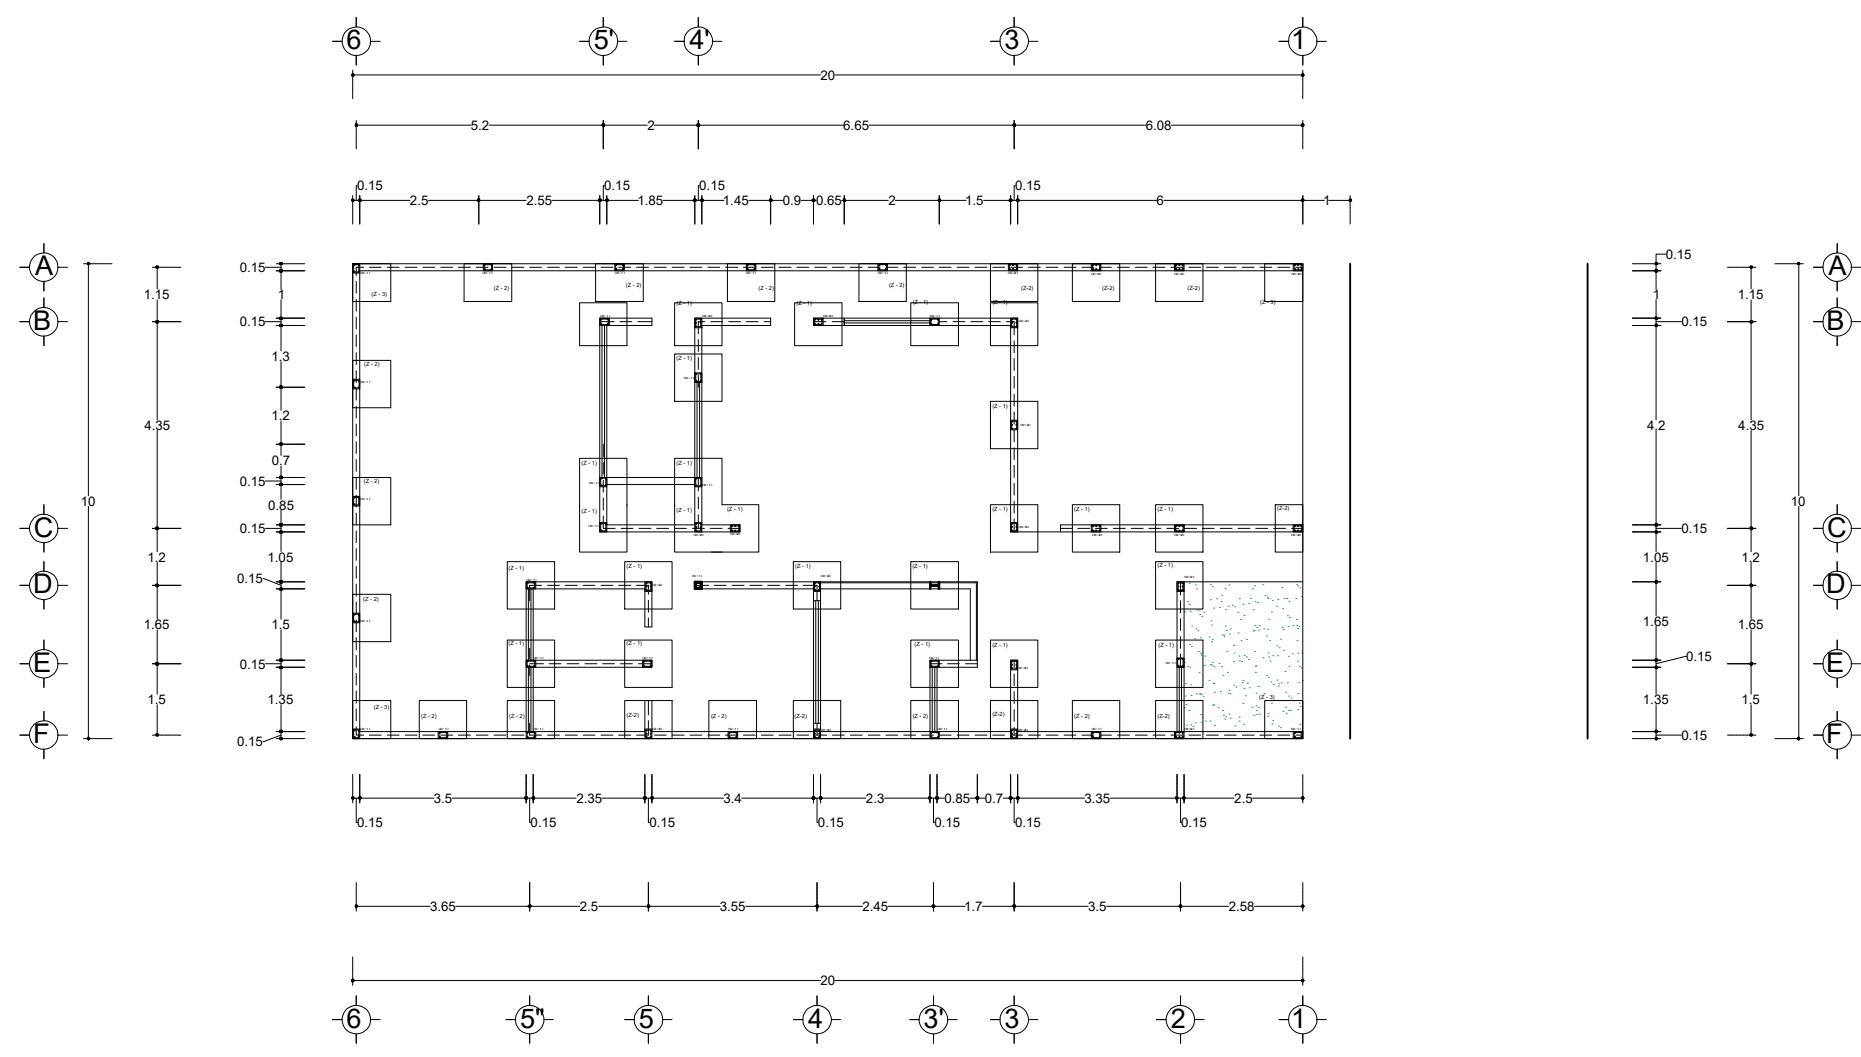 6 5' 4' 3 1
20
5.2 2 6.65 6.08
0.15 0.15 0.15 0.15
2.5 2.55 1.85 1.45 0.9 0.65 2 1.5 6 1
0.15
A 0.15 A
1.15 1 (Z - 3) (Z - 2) (Z - 2) (Z - 2) (Z - 2) (Z-2) (Z-2) (Z-2) (Z - 3) 1 1.15
(Z - 1) (Z - 1) (Z - 1) (Z - 1) (Z - 1)
B 0.15 0.15 B
1.3 (Z - 2) (Z - 1)
1.2 (Z - 1)
4.35 4.2 4.35
0.7 (Z - 1) (Z - 1)
0.15 (Z - 2)
10 0.85 (Z - 1) (Z - 1) (Z - 1) (Z - 1) (Z - 1) (Z-2) 10
C 0.15 0.15 C
1.2 1.05 (Z - 1) (Z - 1) (Z - 1) (Z - 1) (Z - 1) 1.05 1.2
0.15
D D
(Z - 2)
1.65 1.5 1.65 1.65
(Z - 1) (Z - 1) (Z - 1) (Z - 1) (Z - 1) 0.15
E 0.15 E
1.5 1.35 (Z - 3) (Z - 3) 1.35 1.5
(Z - 2) (Z - 2) (Z-2) (Z - 2) (Z-2) (Z - 2) (Z-2) (Z - 2) (Z-2)
F 0.15 0.15 F
3.5 2.35 3.4 2.3 0.85 0.7 3.35 2.5
0.15 0.15 0.15 0.15 0.15 0.15 0.15
3.65 2.5 3.55 2.45 1.7 3.5 2.58
20
6 5" 5 4 3' 3 2 1